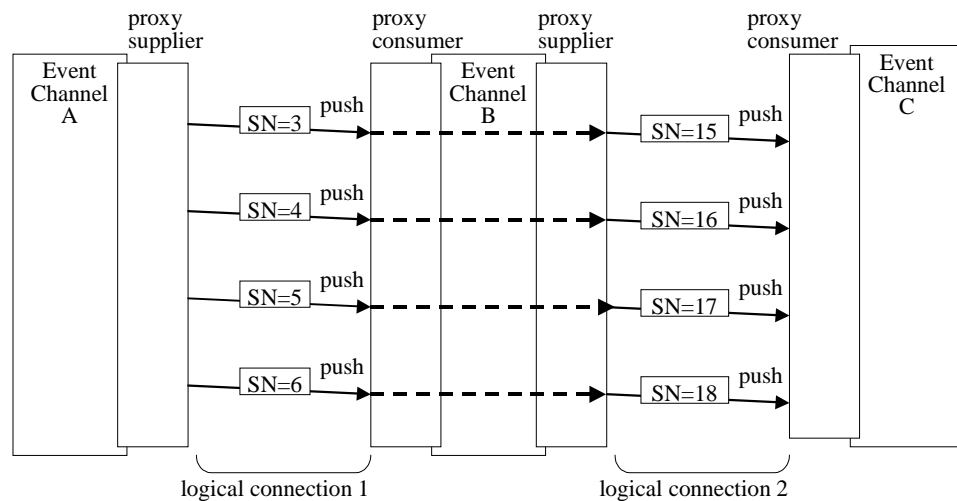 proxy supplier
proxy consumer
proxy supplier
proxy consumer
Event Channel A
Event Channel B
Event Channel C
SN=3
push
SN=15
push
SN=4
push
SN=16
push
SN=5
push
SN=17
push
SN=6
push
SN=18
push
logical connection 1
logical connection 2